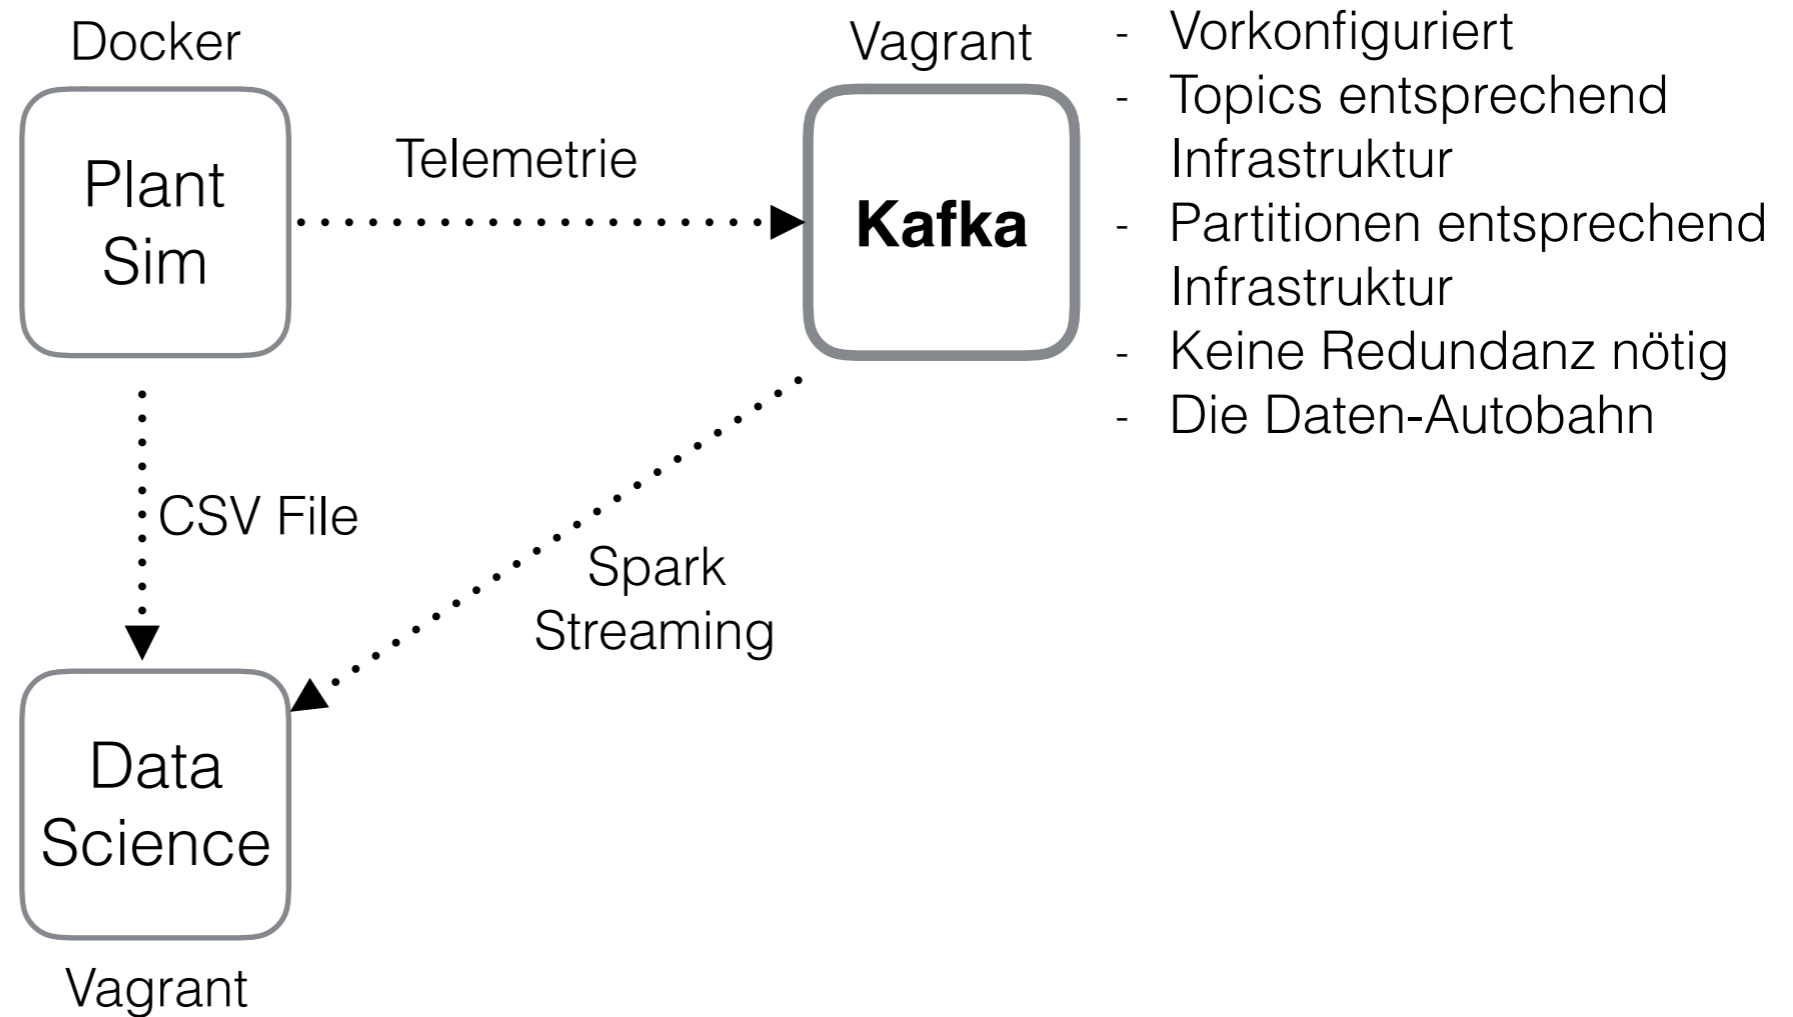 Docker
Plant
Sim
Telemetrie
Vagrant
Kafka
- Vorkonfiguriert
- Topics entsprechend
Infrastruktur
- Partitionen entsprechend
Infrastruktur
- Keine Redundanz nötig
- Die Daten-Autobahn
CSV File
Spark
Streaming
Data
Science
Vagrant